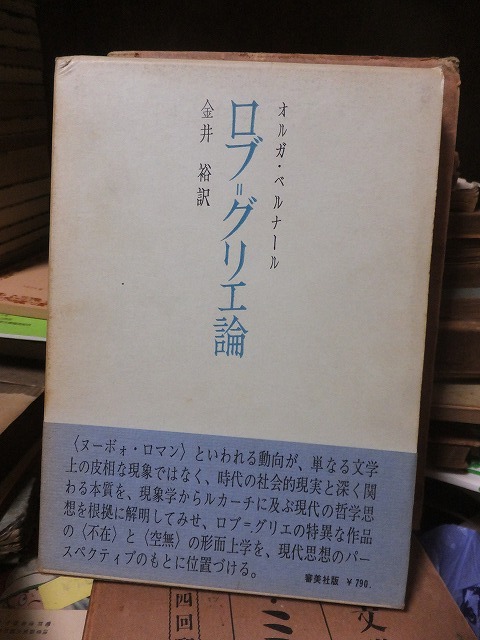 オルガ・ベルナール
ロブ=グリエ論
金井 裕訳
〈ヌーボォ・ロマン〉といわれる動向が、単なる文学
上の皮相な現象ではなく、時代の社会的現実と深く関
わる本質を、現象学からルカーチに及ぶ現代の哲学思
想を根拠に解明してみせ、ロブ=グリエの特異な作品
の〈不在〉と〈空無〉の形而上学を、現代思想のパー
スペクティブのもとに位置づける。
審美社版 ¥790.